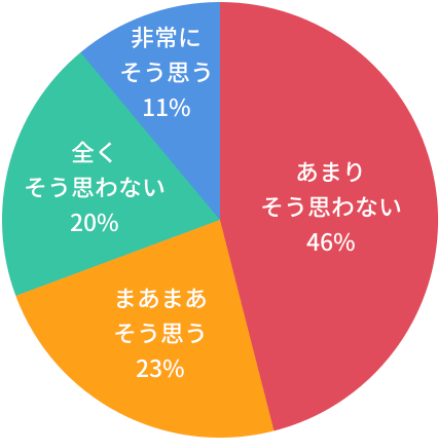 非常に
そう思う
11%
あまり
そう思わない
46%
全く
そう思わない
20%
まあまあ
そう思う
23%